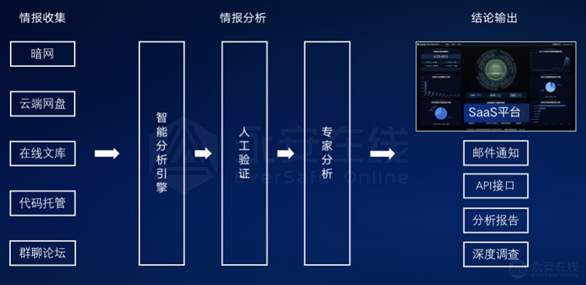 情报收集
情报分析
结论输出
暗网
云端网盘
在线文库
代码托管
群聊论坛
智能分析引擎
人工验证
专家分析
SaaS平台
邮件通知
API接口
分析报告
深度调查
永安在线
EverSafe Online
永安在线